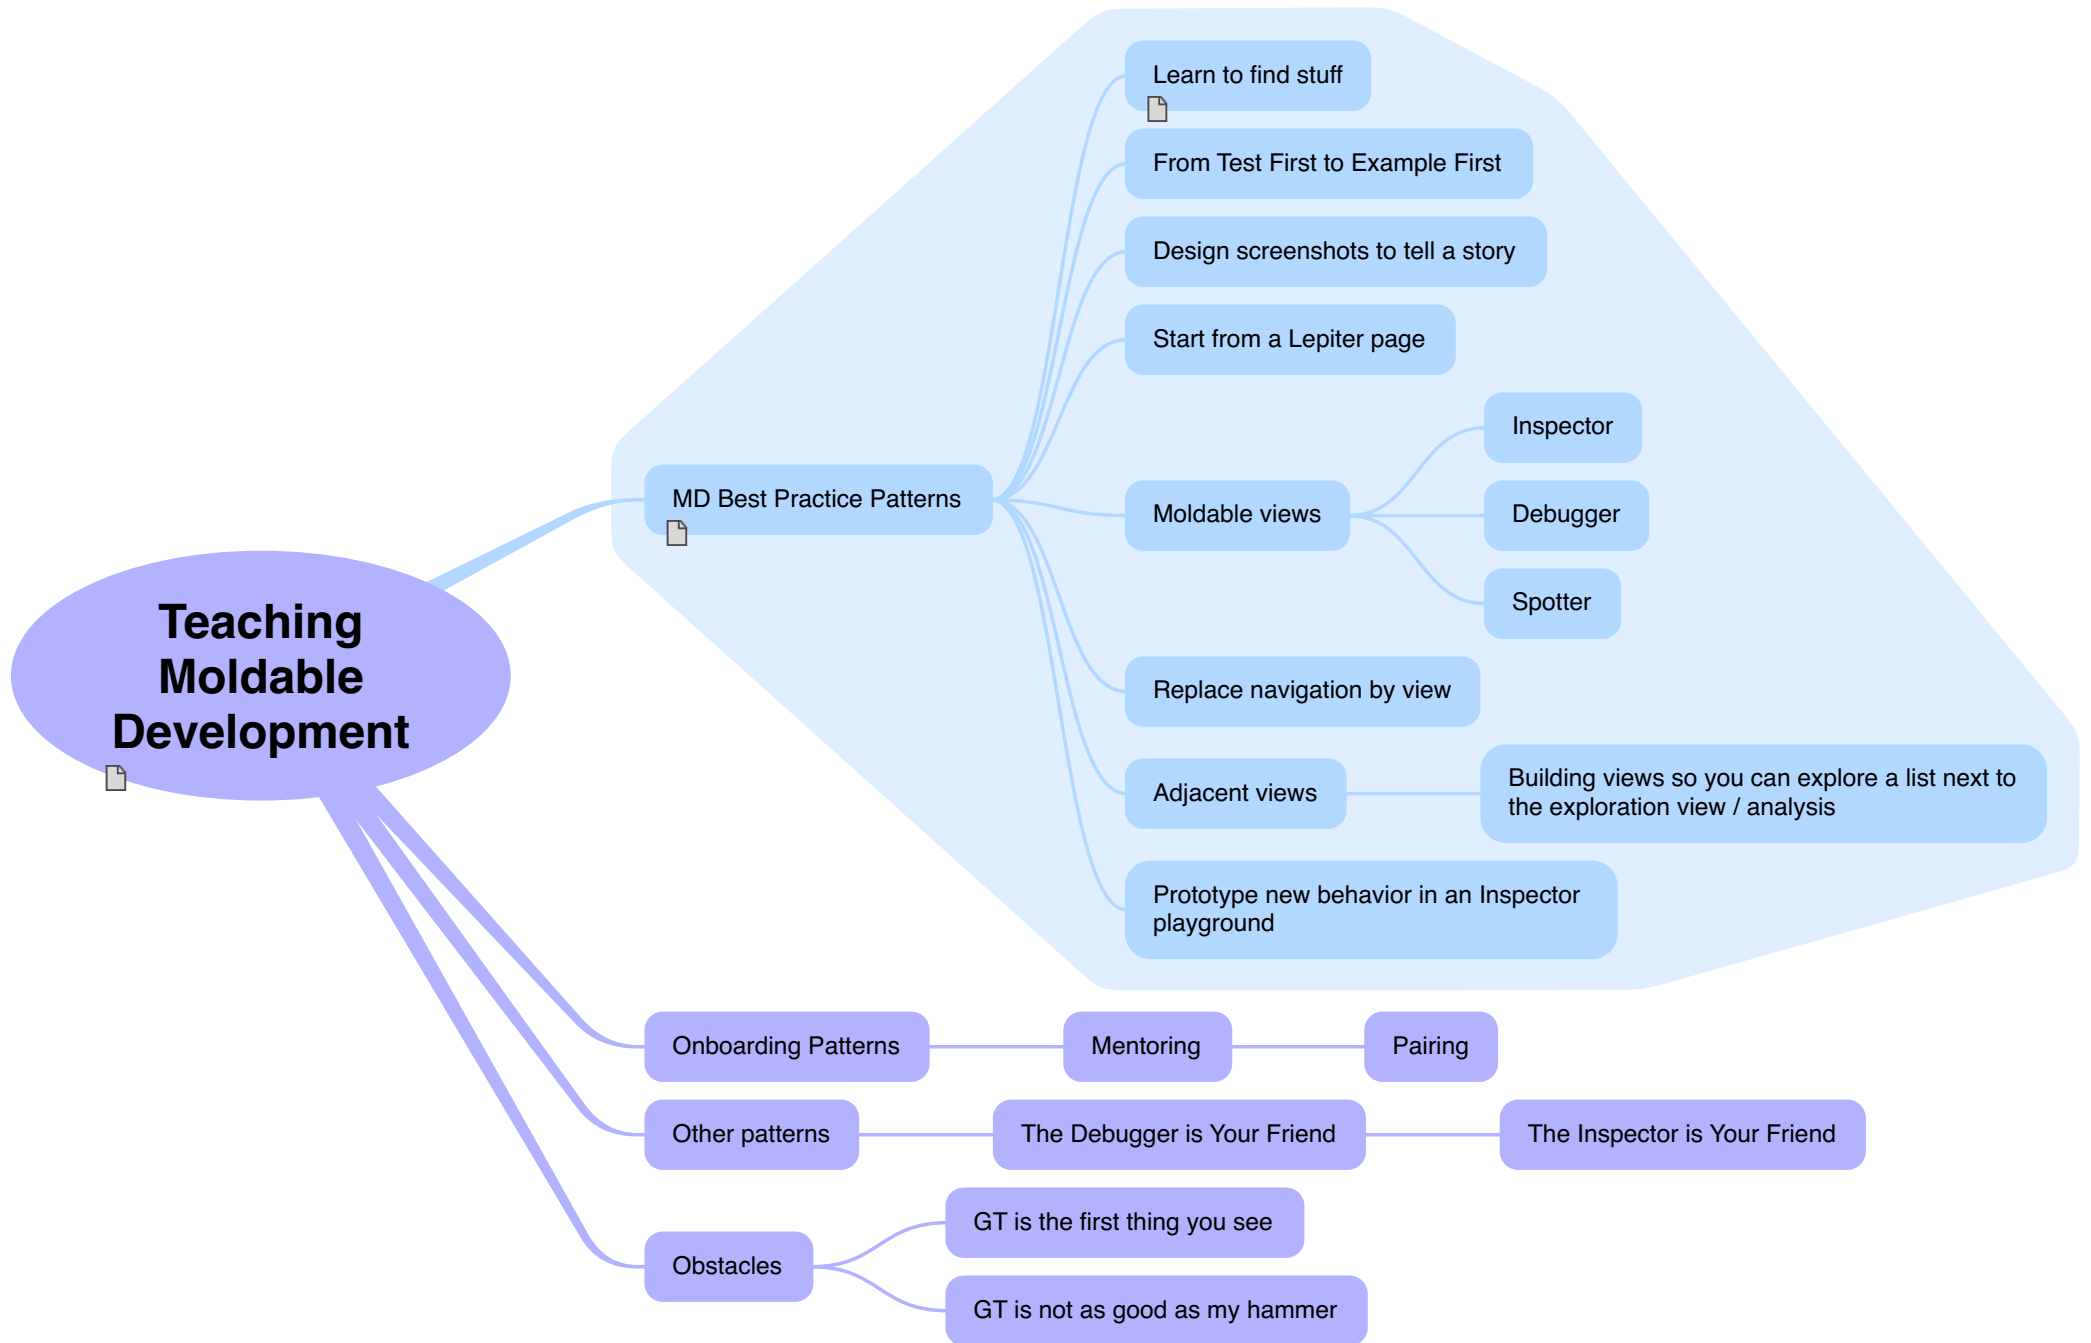 Teaching
Moldable
Development
MD Best Practice Patterns
Learn to find stuff
From Test First to Example First
Design screenshots to tell a story
Start from a Lepiter page
Moldable views
Inspector
Debugger
Spotter
Replace navigation by view
Adjacent views
Building views so you can explore a list next to
the exploration view / analysis
Prototype new behavior in an Inspector
playground
Onboarding Patterns
Mentoring
Pairing
Other patterns
The Debugger is Your Friend
The Inspector is Your Friend
Obstacles
GT is the first thing you see
GT is not as good as my hammer